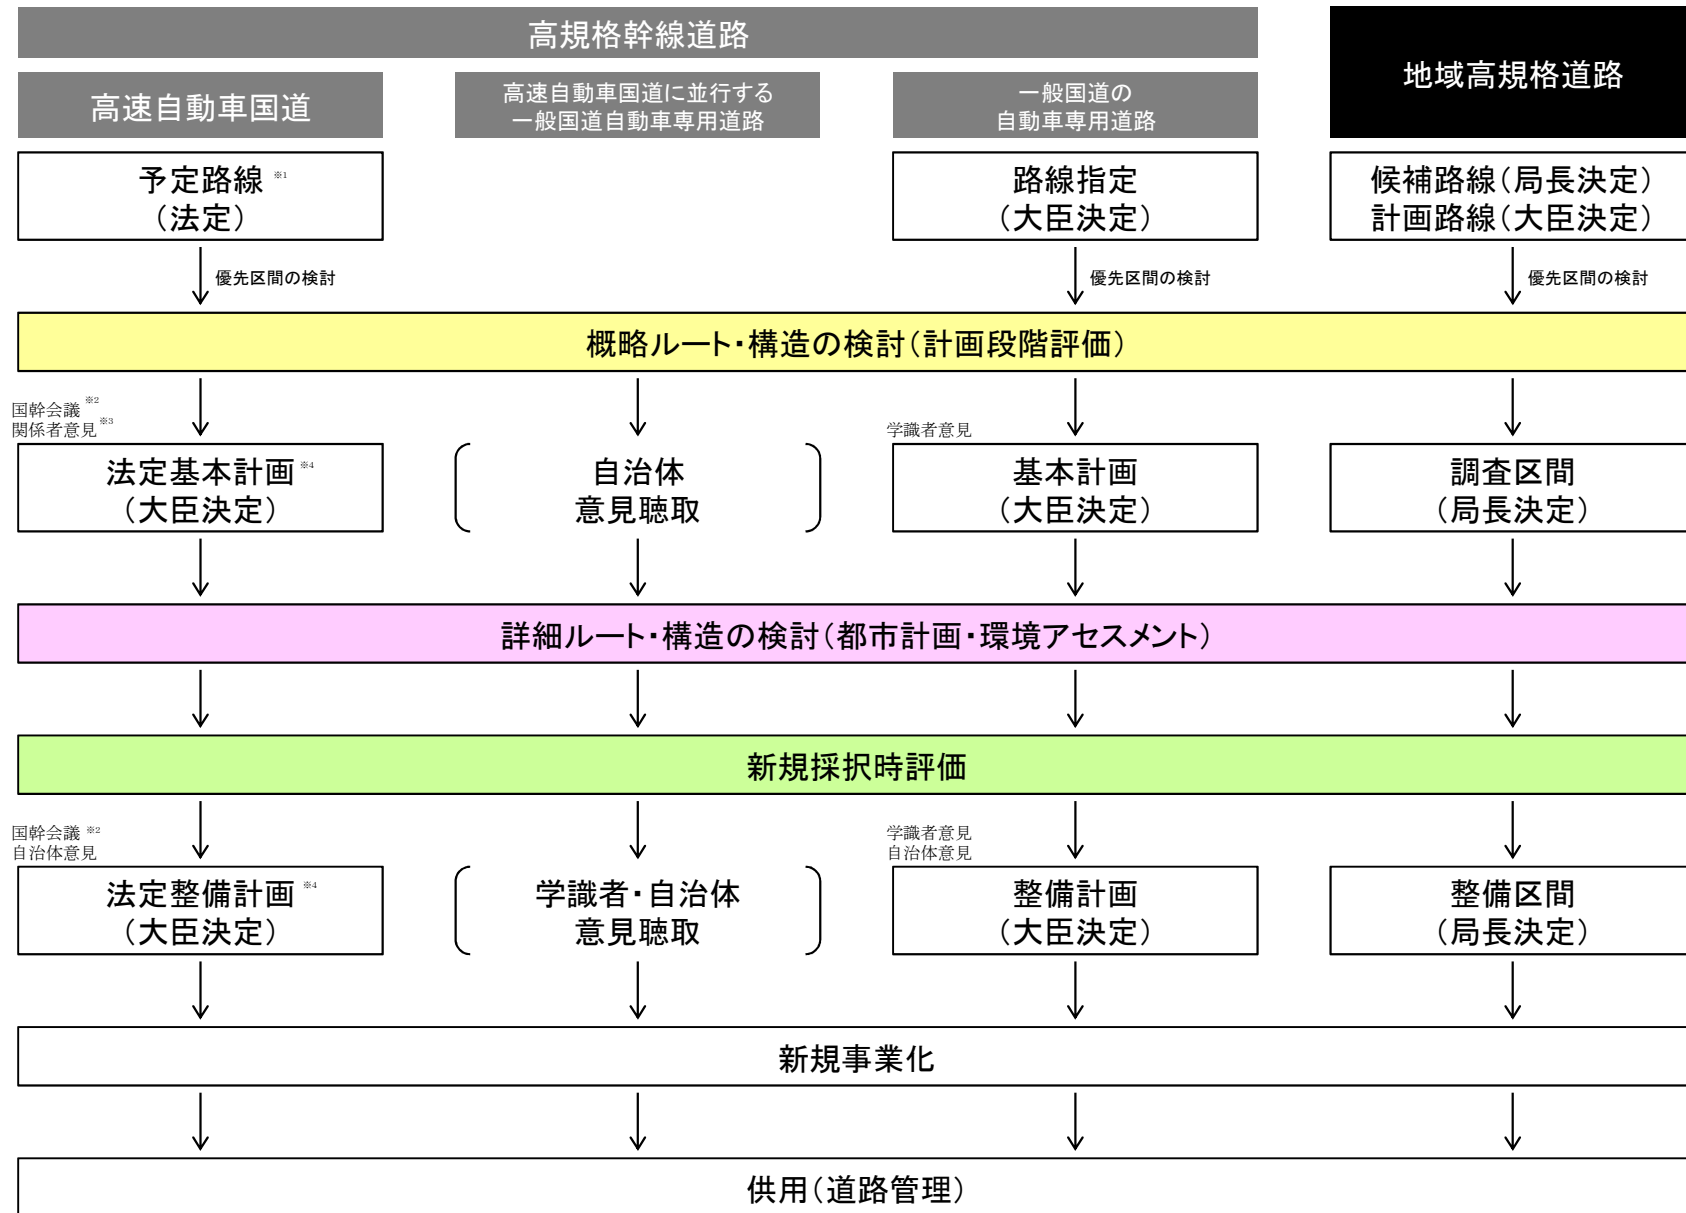 高規格幹線道路
地域高規格道路
高速自動車国道
高速自動車国道に並行する
一般国道自動車専用道路
一般国道の
自動車専用道路
予定路線 ※1
（法定）
路線指定
（大臣決定）
候補路線（局長決定）
計画路線（大臣決定）
優先区間の検討
優先区間の検討
優先区間の検討
概略ルート・構造の検討（計画段階評価）
国幹会議 ※2
関係者意見 ※3
学識者意見
法定基本計画 ※4
（大臣決定）
自治体
意見聴取
基本計画
（大臣決定）
調査区間
（局長決定）
詳細ルート・構造の検討（都市計画・環境アセスメント）
新規採択時評価
国幹会議 ※2
自治体意見
学識者意見
自治体意見
法定整備計画 ※4
（大臣決定）
学識者・自治体
意見聴取
整備計画
（大臣決定）
整備区間
（局長決定）
新規事業化
供用（道路管理）